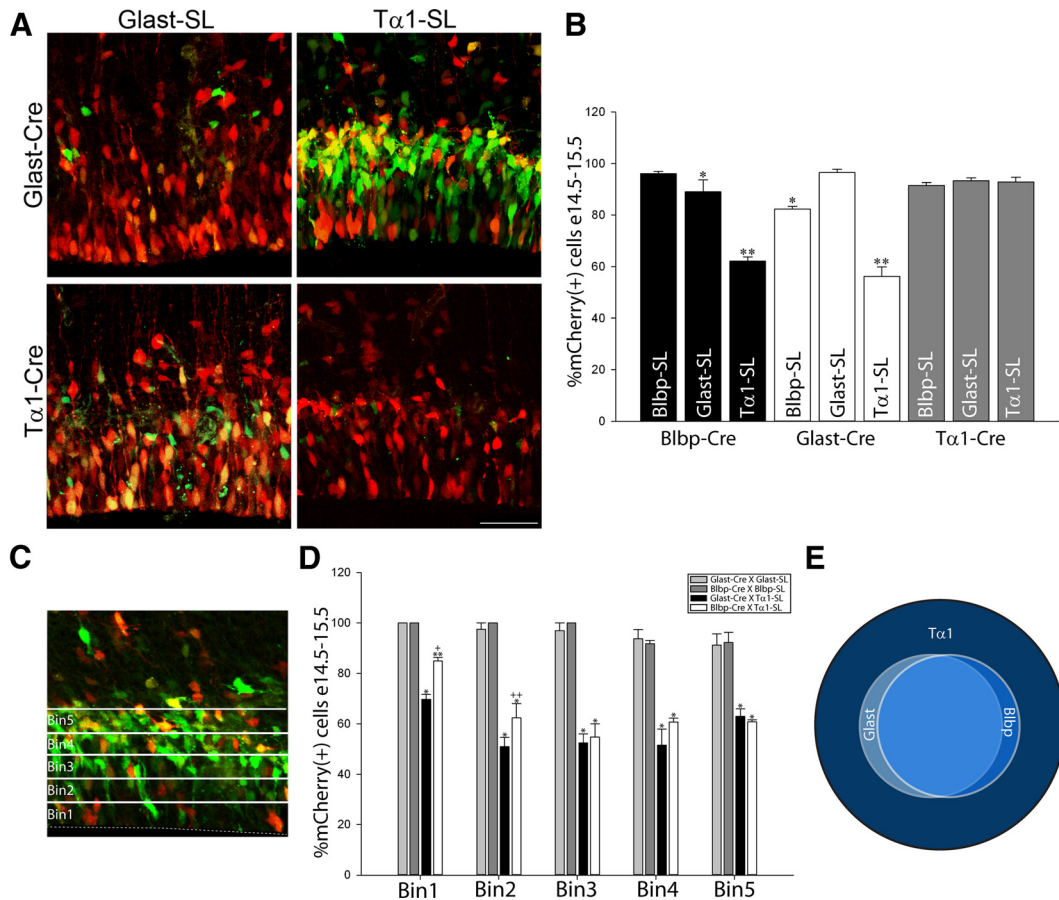 A
Glast-SL
Tα1-SL
Glast-Cre
Tα1-Cre
B
%mCherry(+) cells e14.5-15.5
120
100
80
60
40
20
0
*
**
*
**
Blbp-SL
Glast-SL
Tα1-SL
Blbp-SL
Glast-SL
Tα1-SL
Blbp-SL
Glast-SL
Tα1-SL
Blbp-Cre
Glast-Cre
Tα1-Cre
C
Bin5
Bin4
Bin3
Bin2
Bin1
D
%mCherry(+) cells e14.5-15.5
120
100
80
60
40
20
0
Glast-Cre X Glast-SL
Blbp-Cre X Blbp-SL
Glast-Cre X Tα1-SL
Blbp-Cre X Tα1-SL
*
+
**
*
++
*
*
*
*
*
*
*
Bin1
Bin2
Bin3
Bin4
Bin5
E
Tα1
Glast
Blbp